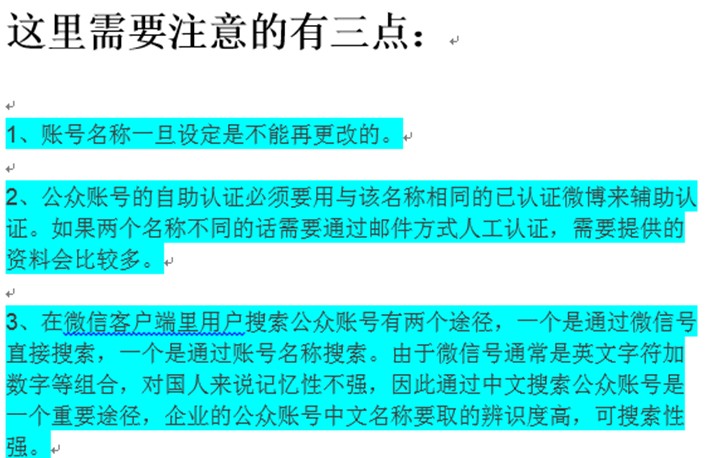 这里需要注意的有三点：
1、账号名称一旦设定是不能再更改的。
2、公众账号的自助认证必须要用与该名称相同的已认证微博来辅助认
证。如果两个名称不同的话需要通过邮件方式人工认证，需要提供的
资料会比较多。
3、在微信客户端里用户搜索公众账号有两个途径，一个是通过微信号
直接搜索，一个是通过账号名称搜索。由于微信号通常是英文字符加
数字等组合，对国人来说记忆性不强，因此通过中文搜索公众账号是
一个重要途径，企业的公众账号中文名称要取的辨识度高，可搜索性
强。